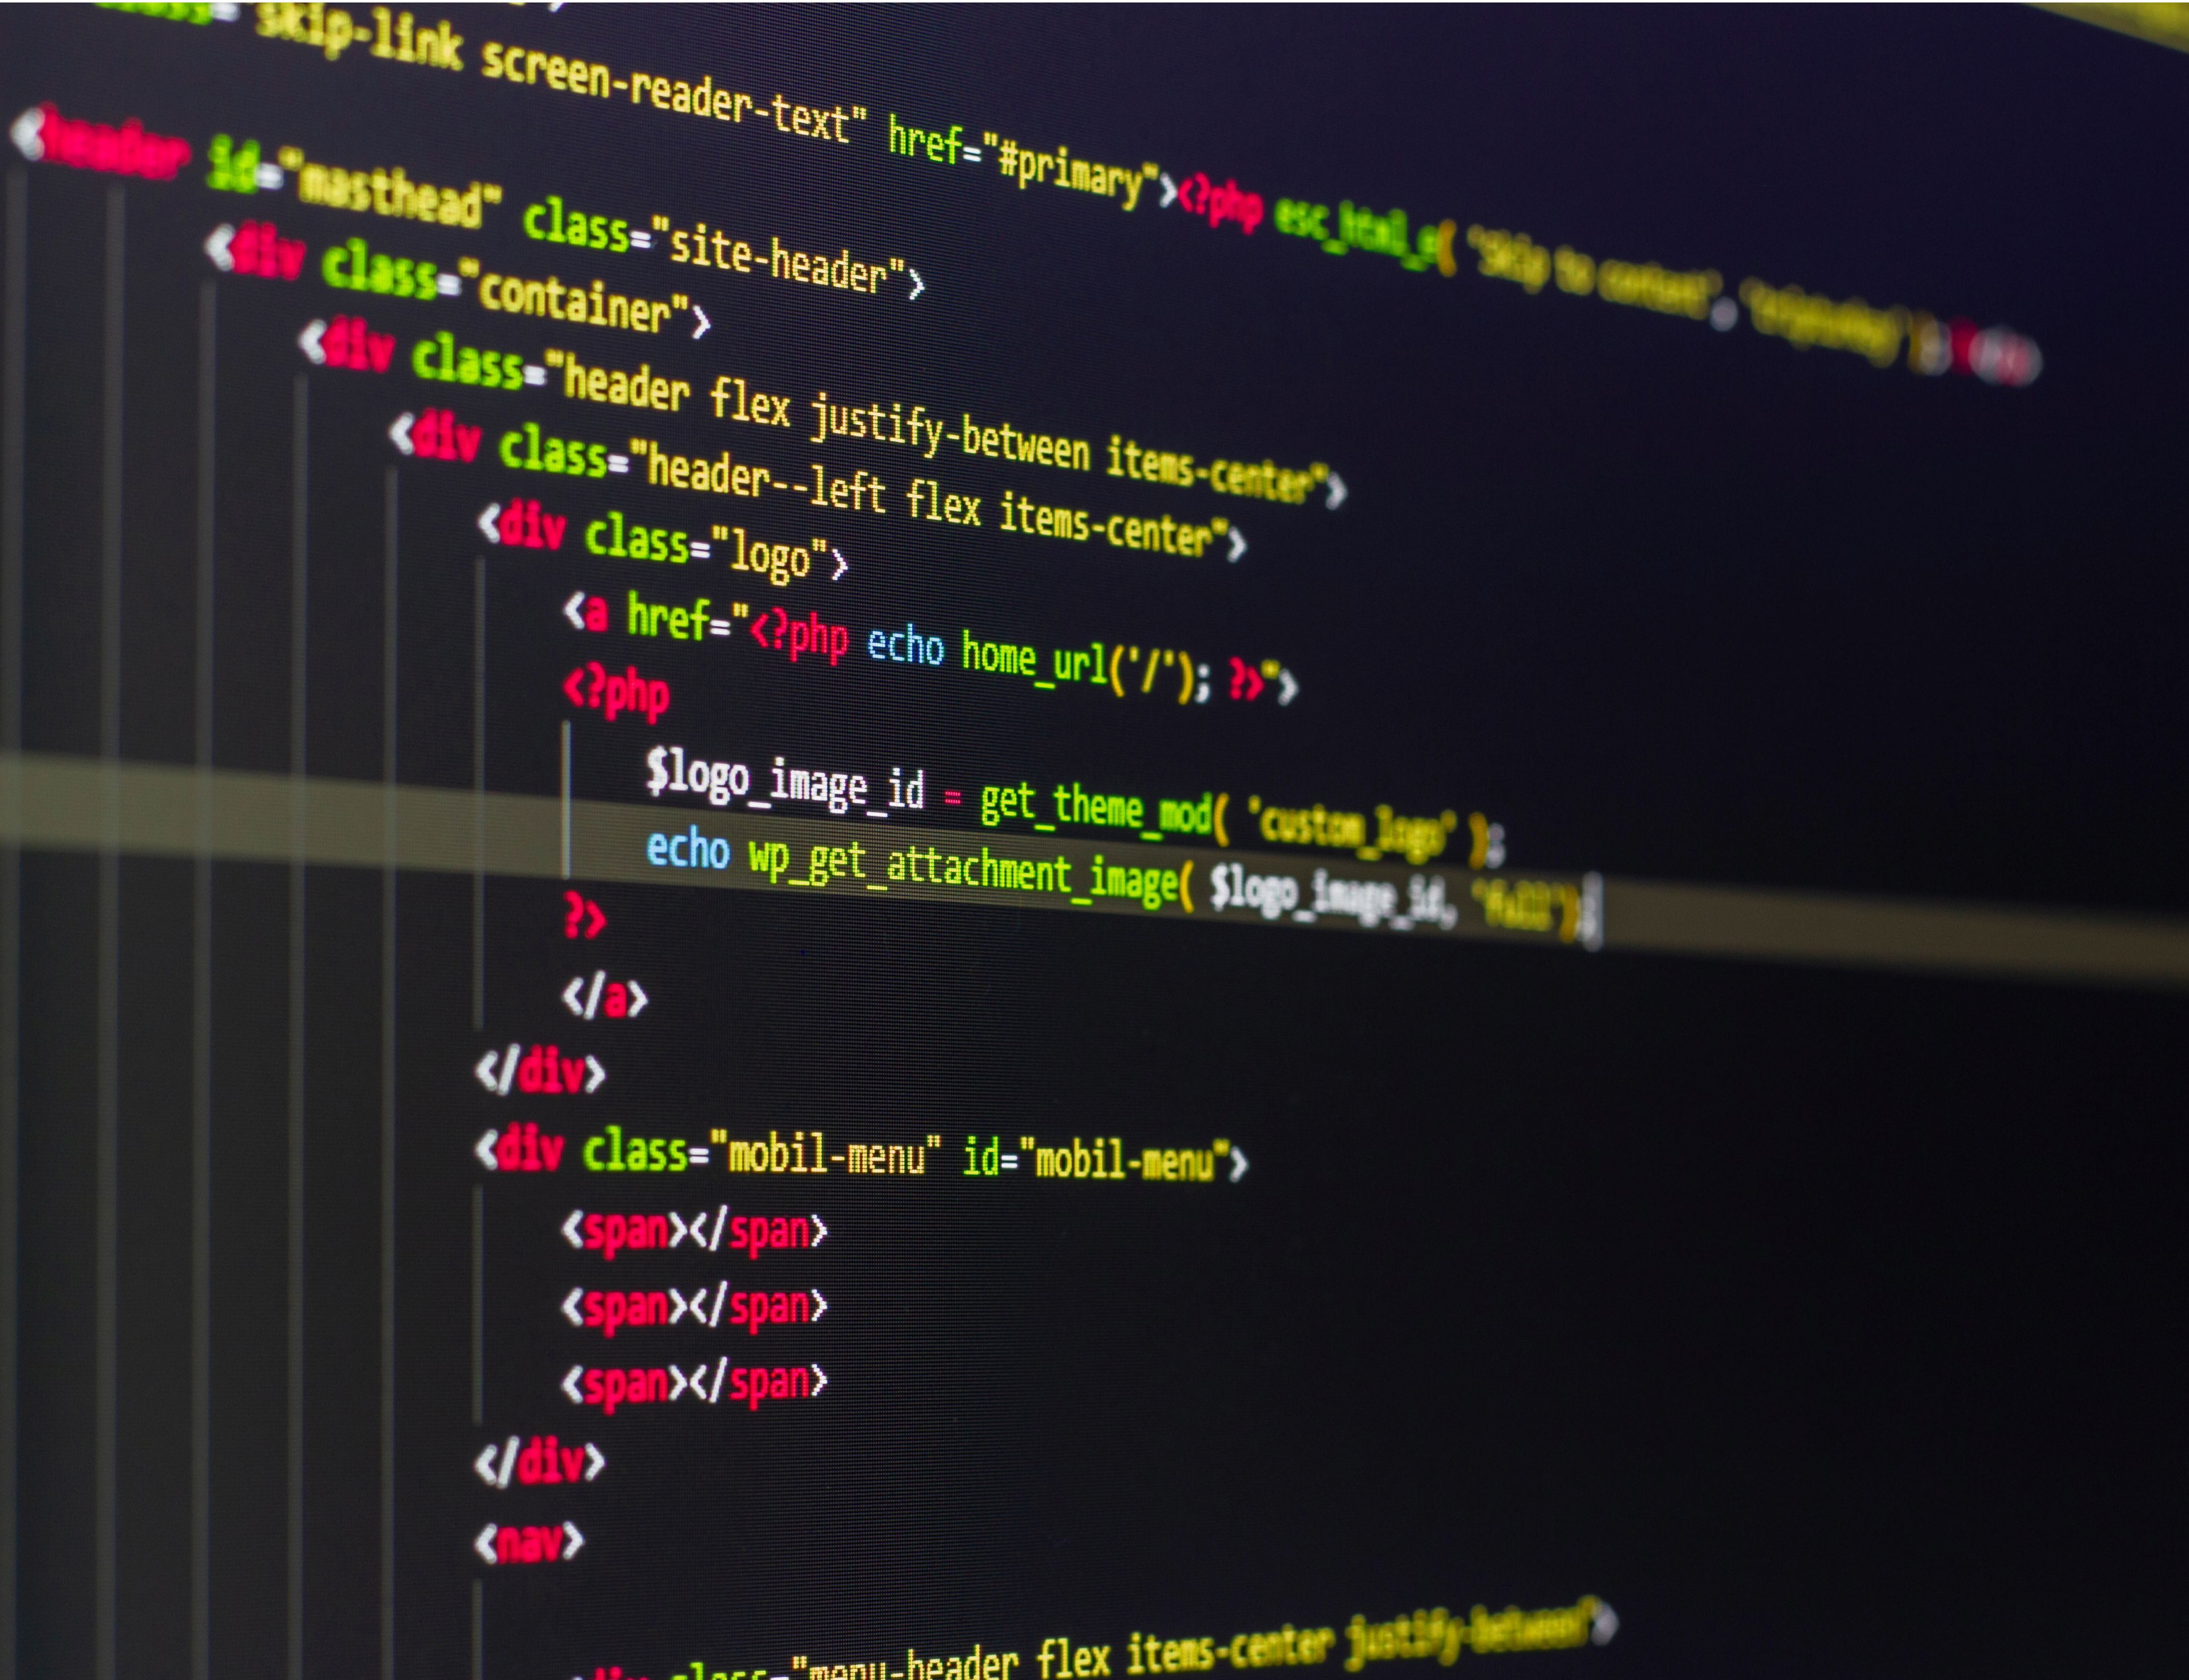 class="skip-link screen-reader-text" href="#primary"><?php esc_html_e( 'Skip to content',
<header id="masthead" class="site-header">
<div class="container">
<div class="header flex justify-between items-center">
<div class="header--left flex items-center">
<div class="logo">
<a href="<?php echo home_url('/'); ?>">
<?php
$logo_image_id = get_theme_mod( 'custom_logo' );
echo wp_get_attachment_image( $logo_image_id, 'full');
?>
</a>
</div>
<div class="mobil-menu" id="mobil-menu">
<span></span>
<span></span>
<span></span>
</div>
<nav>
<div class="menu-header flex items-center justify-between">